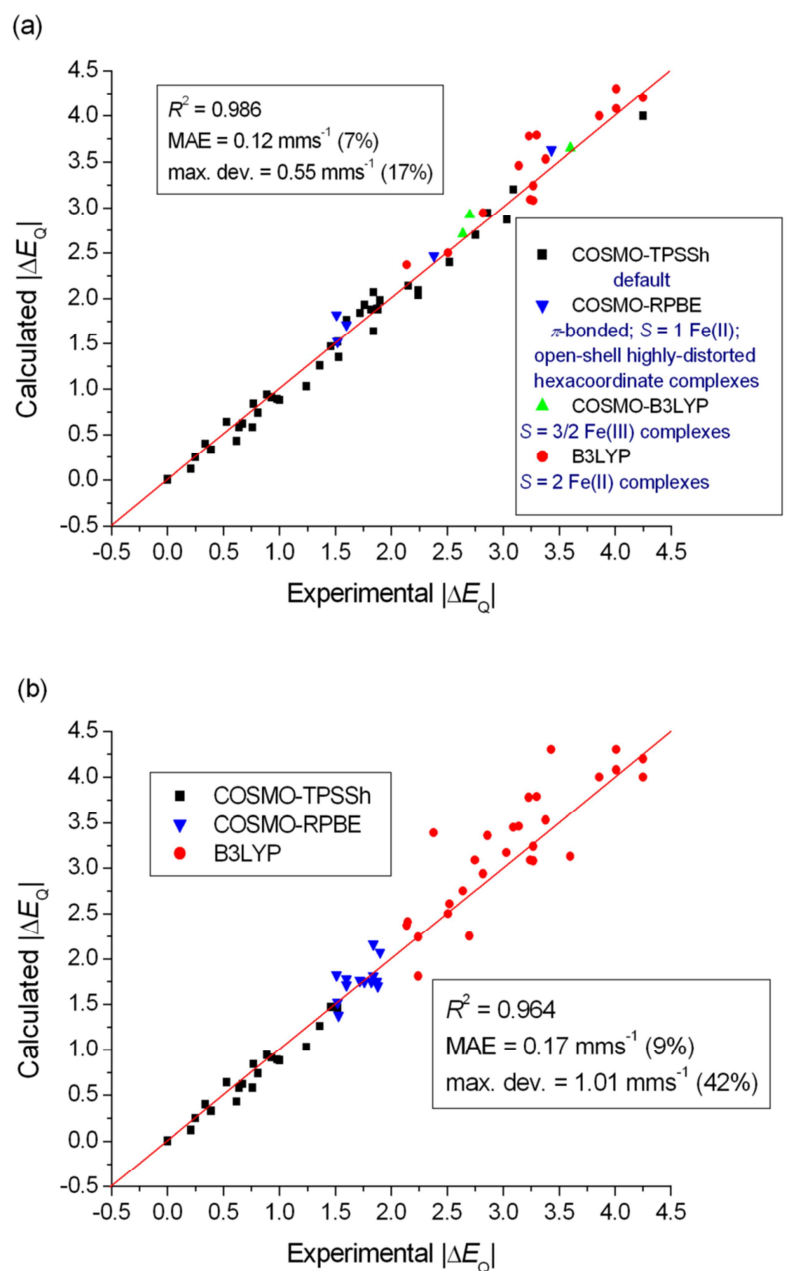 (a)
4.5
4.0
3.5
3.0
2.5
2.0
1.5
1.0
0.5
0.0
-0.5
Calculated |ΔE_Q|
R² = 0.986
MAE = 0.12 mms⁻¹ (7%)
max. dev. = 0.55 mms⁻¹ (17%)
COSMO-TPSSh
default
COSMO-RPBE
π-bonded; S = 1 Fe(II);
open-shell highly-distorted
hexacoordinate complexes
COSMO-B3LYP
S = 3/2 Fe(III) complexes
B3LYP
S = 2 Fe(II) complexes
-0.5 0.0 0.5 1.0 1.5 2.0 2.5 3.0 3.5 4.0 4.5
Experimental |ΔE_Q|
(b)
4.5
4.0
3.5
3.0
2.5
2.0
1.5
1.0
0.5
0.0
-0.5
Calculated |ΔE_Q|
COSMO-TPSSh
COSMO-RPBE
B3LYP
R² = 0.964
MAE = 0.17 mms⁻¹ (9%)
max. dev. = 1.01 mms⁻¹ (42%)
-0.5 0.0 0.5 1.0 1.5 2.0 2.5 3.0 3.5 4.0 4.5
Experimental |ΔE_Q|